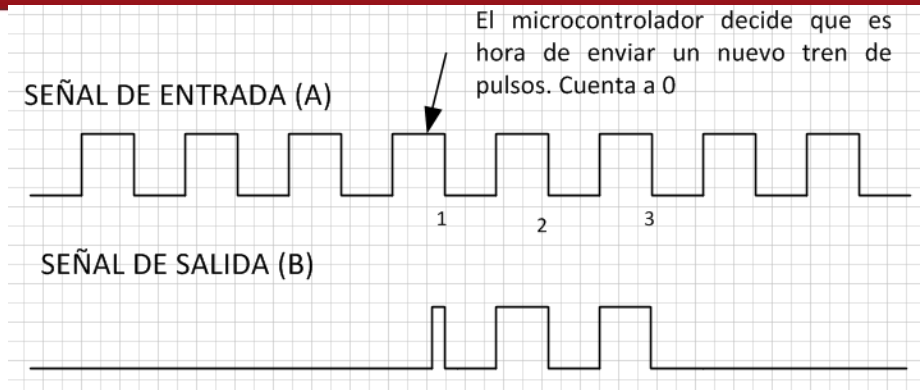 El microcontrolador decide que es
hora de enviar un nuevo tren de
pulsos. Cuenta a 0
SEÑAL DE ENTRADA (A)
1 2 3
SEÑAL DE SALIDA (B)